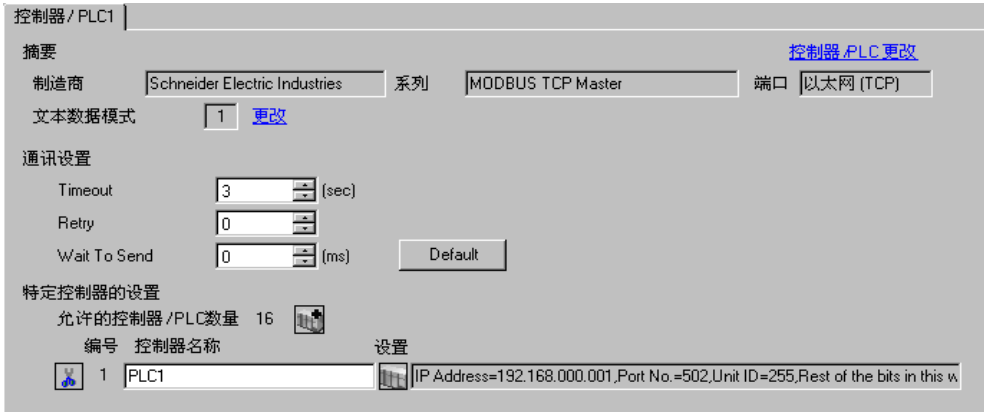 控制器/PLC1
摘要 控制器/PLC更改
制造商 Schneider Electric Industries 系列 MODBUS TCP Master 端口 以太网 (TCP)
文本数据模式 1 更改
通讯设置
Timeout 3 (sec)
Retry 0
Wait To Send 0 (ms) Default
特定控制器的设置
允许的控制器/PLC数量 16
编号 控制器名称 设置
1 PLC1 IP Address=192.168.000.001,Port No.=502,Unit ID=255,Rest of the bits in this